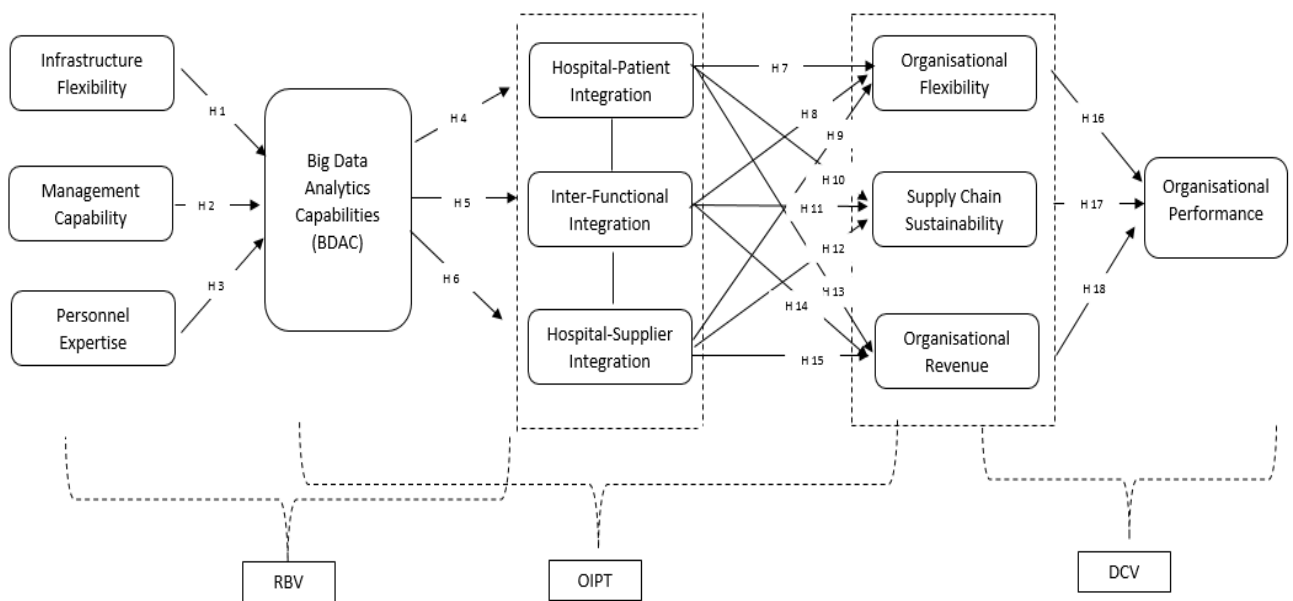 Infrastructure
Flexibility
Management
Capability
Personnel
Expertise
H 1
H 2
H 3
Big Data
Analytics
Capabilities
(BDAC)
H 4
H 5
H 6
Hospital-Patient
Integration
Inter-Functional
Integration
Hospital-Supplier
Integration
H 7
H 8
H 9
H 10
H 11
H 12
H 13
H 14
H 15
Organisational
Flexibility
Supply Chain
Sustainability
Organisational
Revenue
H 16
H 17
H 18
Organisational
Performance
RBV
OIPT
DCV